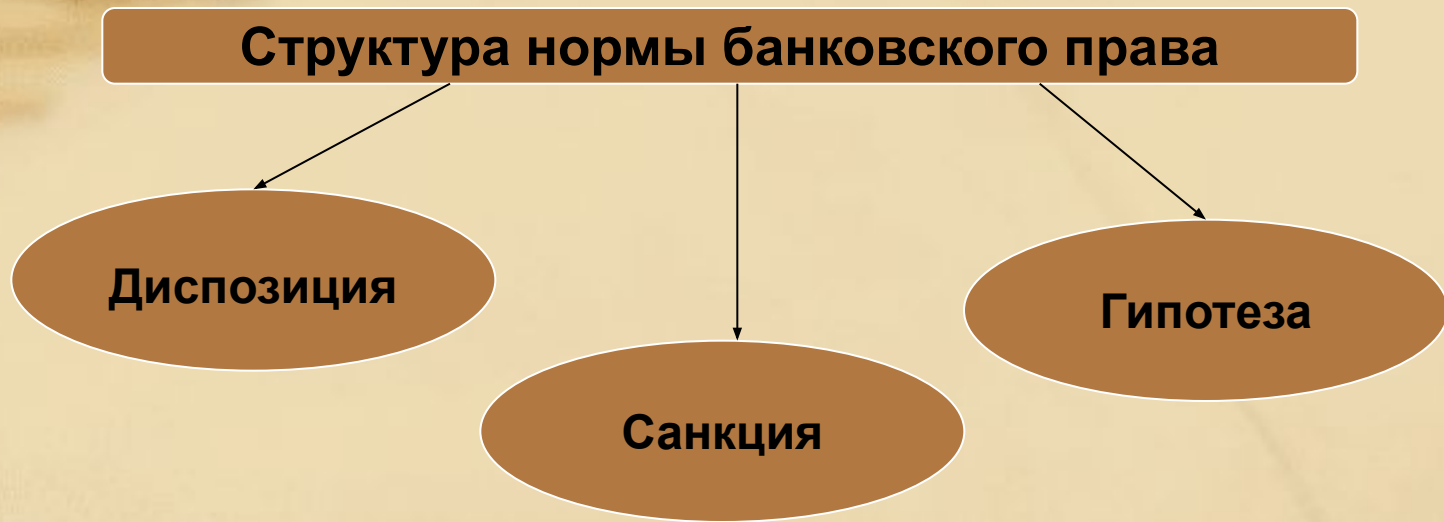 Структура нормы банковского права
Диспозиция
Гипотеза
Санкция